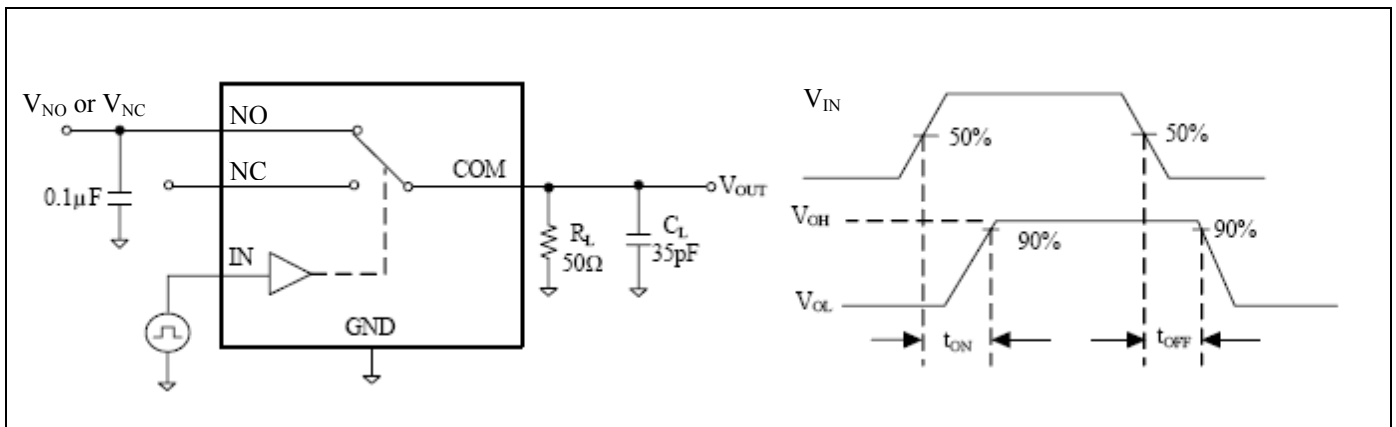 V_NO or V_NC
NO
NC
COM
0.1μF
IN
GND
R_L
50Ω
C_L
35pF
V_OUT
V_IN
50%
50%
V_OH
90%
90%
V_OL
t_ON
t_OFF